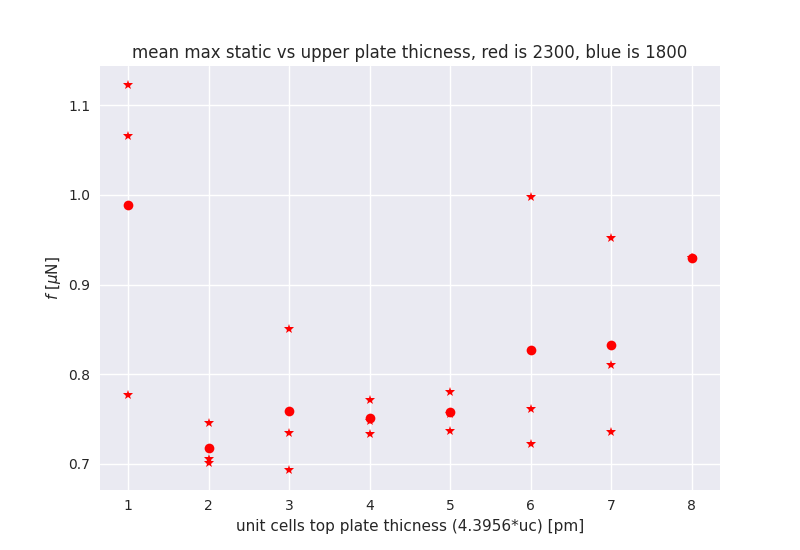 mean max static vs upper plate thicness, red is 2300, blue is 1800
1.1
1.0
0.9
0.8
0.7
f [μN]
1 2 3 4 5 6 7 8
unit cells top plate thicness (4.3956*uc) [pm]